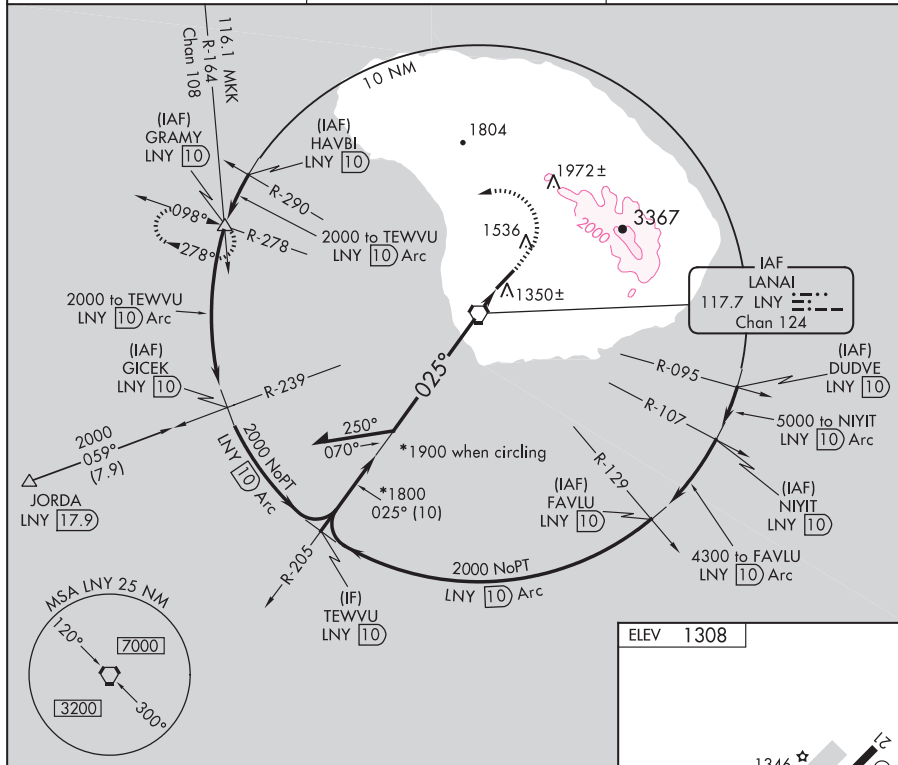 116.1 MKK
R-164
Chan 108
10 NM
(IAF)
GRAMY
LNY 10
(IAF)
HAVBI
LNY 10
1804
1972±
R-290
3367
2000
098°
R-278
278°
2000 to TEWVU
LNY 10 Arc
1536
1350±
IAF
LANAI
117.7 LNY
Chan 124
2000 to TEWVU
LNY 10 Arc
(IAF)
GICEK
LNY 10
R-239
025°
R-095
(IAF)
DUDVE
LNY 10
R-107
5000 to NIYIT
LNY 10 Arc
2000
059°
(7.9)
JORDA
LNY 17.9
2000 NoPT
LNY 10 Arc
250°
070°
*1900 when circling
*1800
025° (10)
R-129
(IAF)
FAVLU
LNY 10
(IAF)
NIYIT
LNY 10
4300 to FAVLU
LNY 10 Arc
R-205
(IF)
TEWVU
LNY 10
2000 NoPT
LNY 10 Arc
MSA LNY 25 NM
120°
7000
3200
300°
ELEV 1308
1346
21